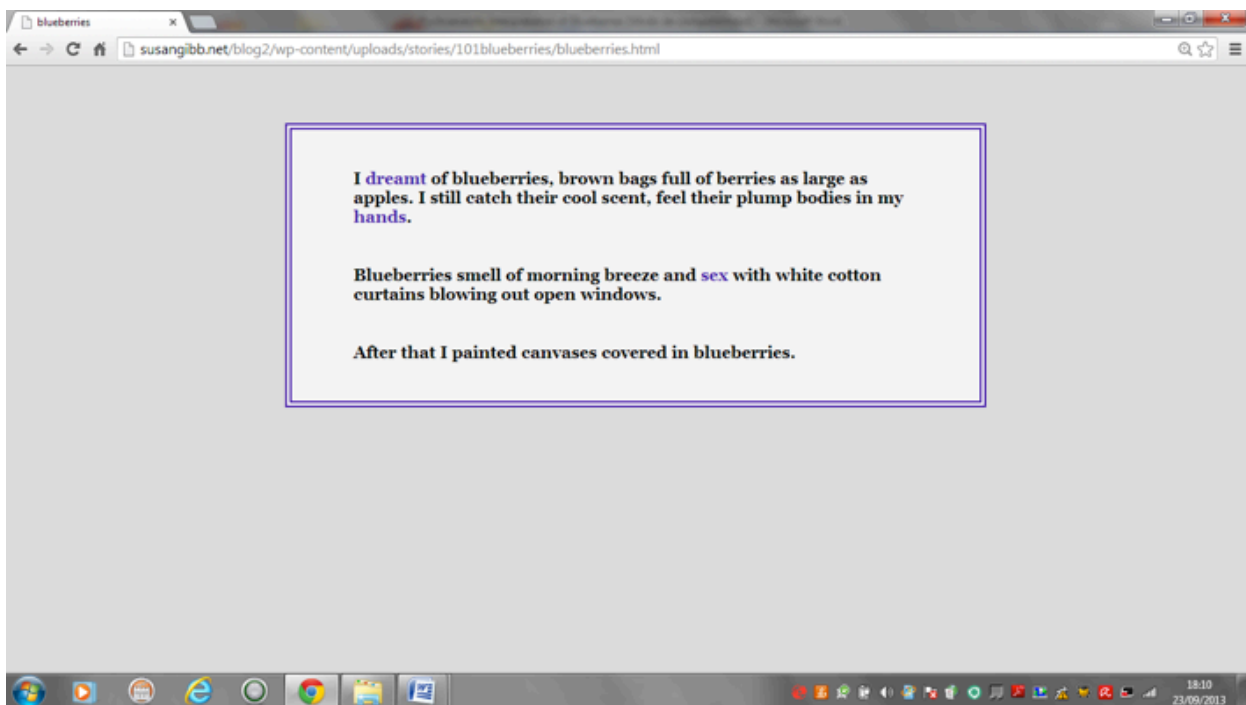 blueberries
susangibb.net/blog2/wp-content/uploads/stories/101blueberries/blueberries.html
I dreamt of blueberries, brown bags full of berries as large as
apples. I still catch their cool scent, feel their plump bodies in my
hands.
Blueberries smell of morning breeze and sex with white cotton
curtains blowing out open windows.
After that I painted canvases covered in blueberries.
18:10
23/09/2013